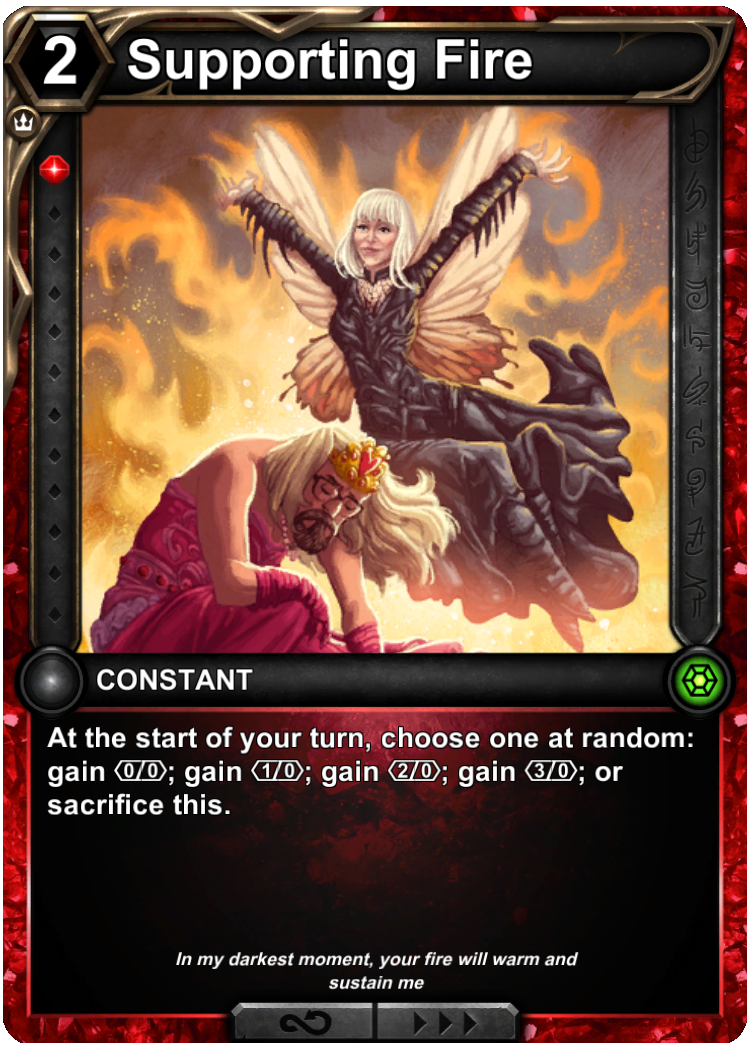 2 Supporting Fire
CONSTANT
At the start of your turn, choose one at random:
gain ⟨0/0⟩; gain ⟨1/0⟩; gain ⟨2/0⟩; gain ⟨3/0⟩; or
sacrifice this.
In my darkest moment, your fire will warm and
sustain me